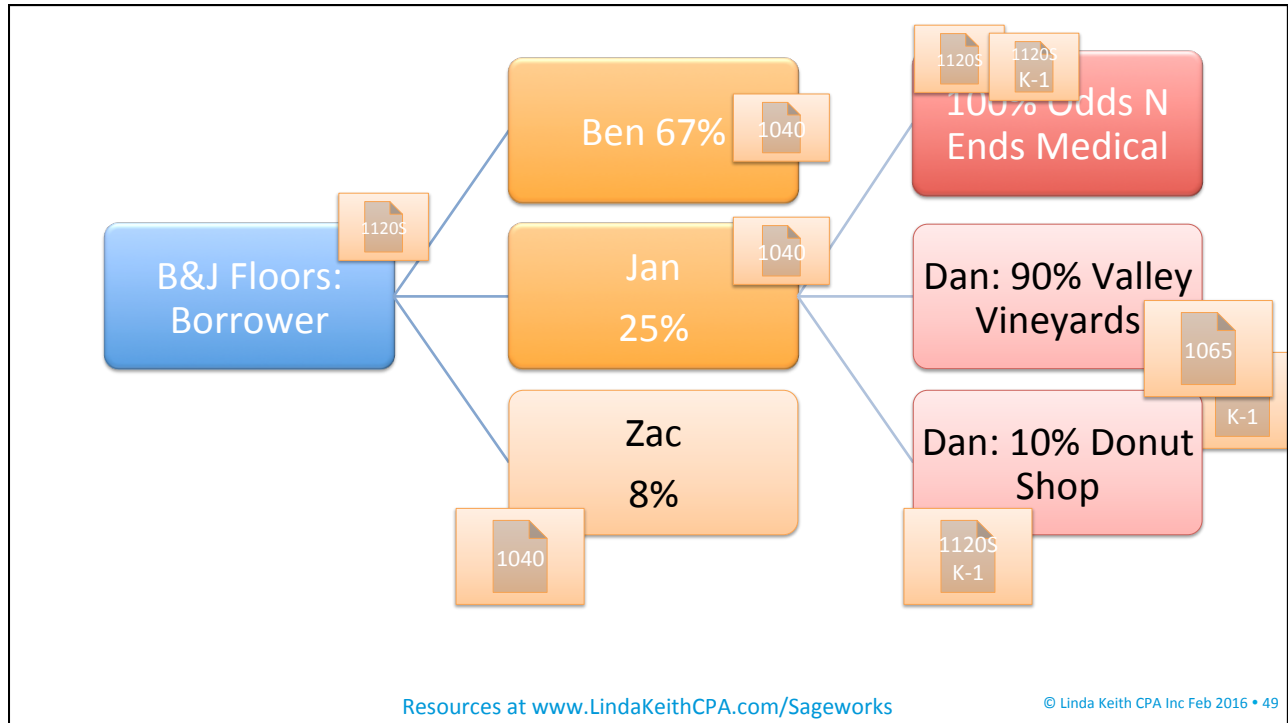 B&J Floors:
Borrower
1120S
Ben 67%
1040
Jan
25%
1040
Zac
8%
1040
1120S
1120S
K-1
100% Odds N
Ends Medical
Dan: 90% Valley
Vineyards
1065
K-1
Dan: 10% Donut
Shop
1120S
K-1
Resources at www.LindaKeithCPA.com/Sageworks
© Linda Keith CPA Inc Feb 2016 • 49